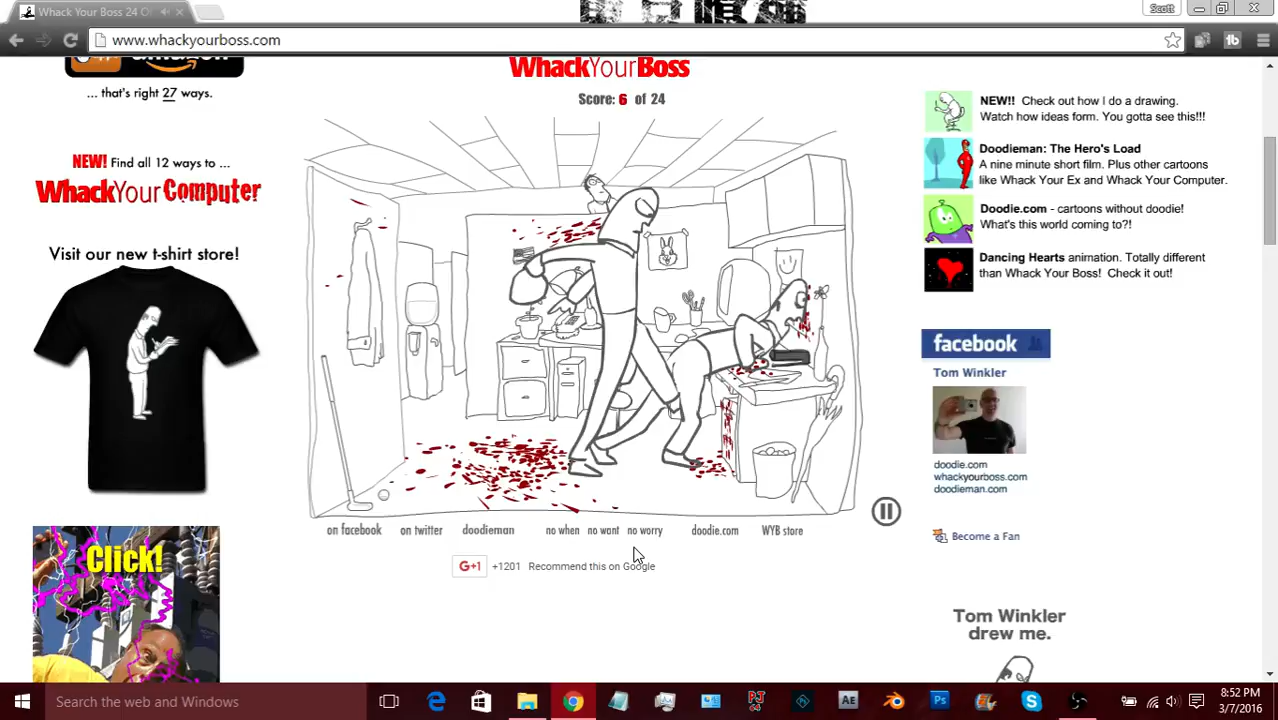 Whack Your Boss 24 O
Scott
www.whackyourboss.com
amazon
... that's right 27 ways.
NEW! Find all 12 ways to ...
WhackYourComputer
Visit our new t-shirt store!
Click!
WhackYourBoss
Score: 6 of 24
on facebook on twitter doodieman no when no want no worry doodie.com WYB store
G+1 +1201 Recommend this on Google
NEW!! Check out how I do a drawing.
Watch how ideas form. You gotta see this!!!
Doodieman: The Hero's Load
A nine minute short film. Plus other cartoons
like Whack Your Ex and Whack Your Computer.
Doodie.com - cartoons without doodie!
What's this world coming to?!
Dancing Hearts animation. Totally different
than Whack Your Boss! Check it out!
facebook
Tom Winkler
doodie.com
whackyourboss.com
doodieman.com
Become a Fan
Tom Winkler
drew me.
Search the web and Windows
8:52 PM
3/7/2016